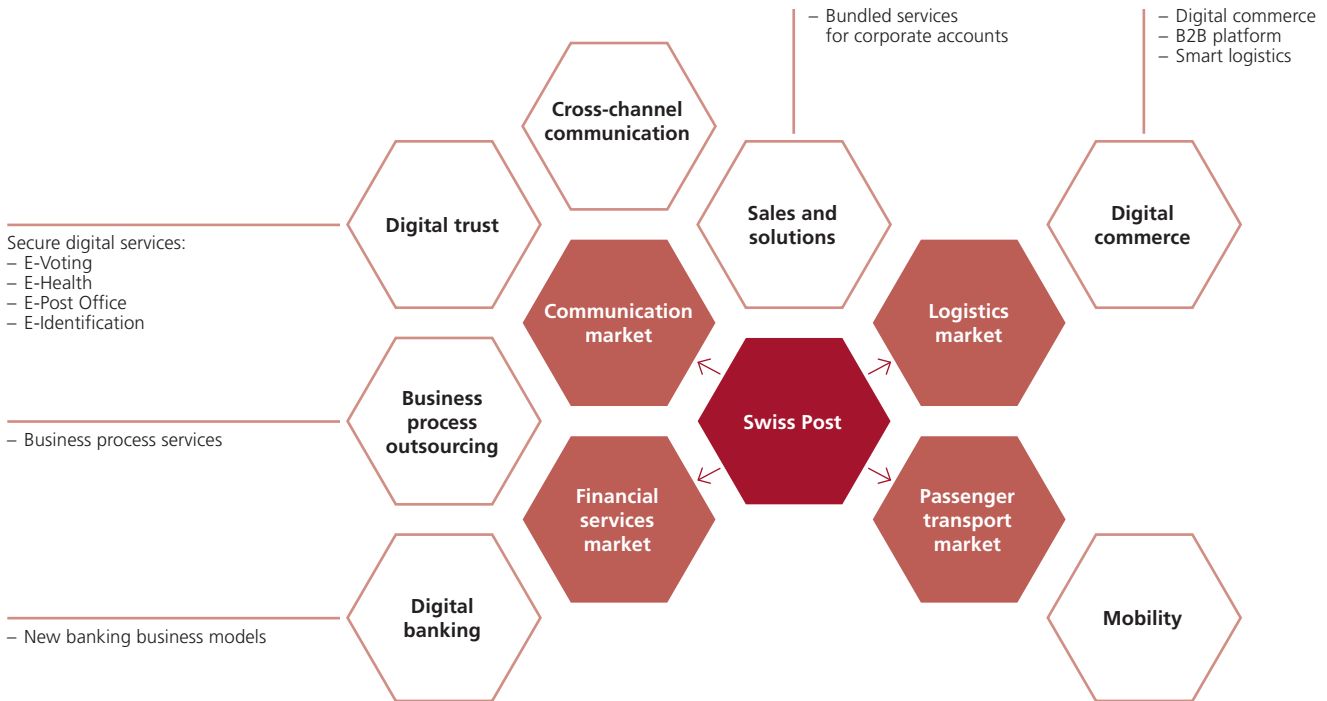 – Bundled services
for corporate accounts
– Digital commerce
– B2B platform
– Smart logistics
Cross-channel
communication
Digital trust
Sales and
solutions
Digital
commerce
Secure digital services:
– E-Voting
– E-Health
– E-Post Office
– E-Identification
Communication
market
Logistics
market
Business
process
outsourcing
Swiss Post
– Business process services
Financial
services
market
Passenger
transport
market
Digital
banking
Mobility
– New banking business models